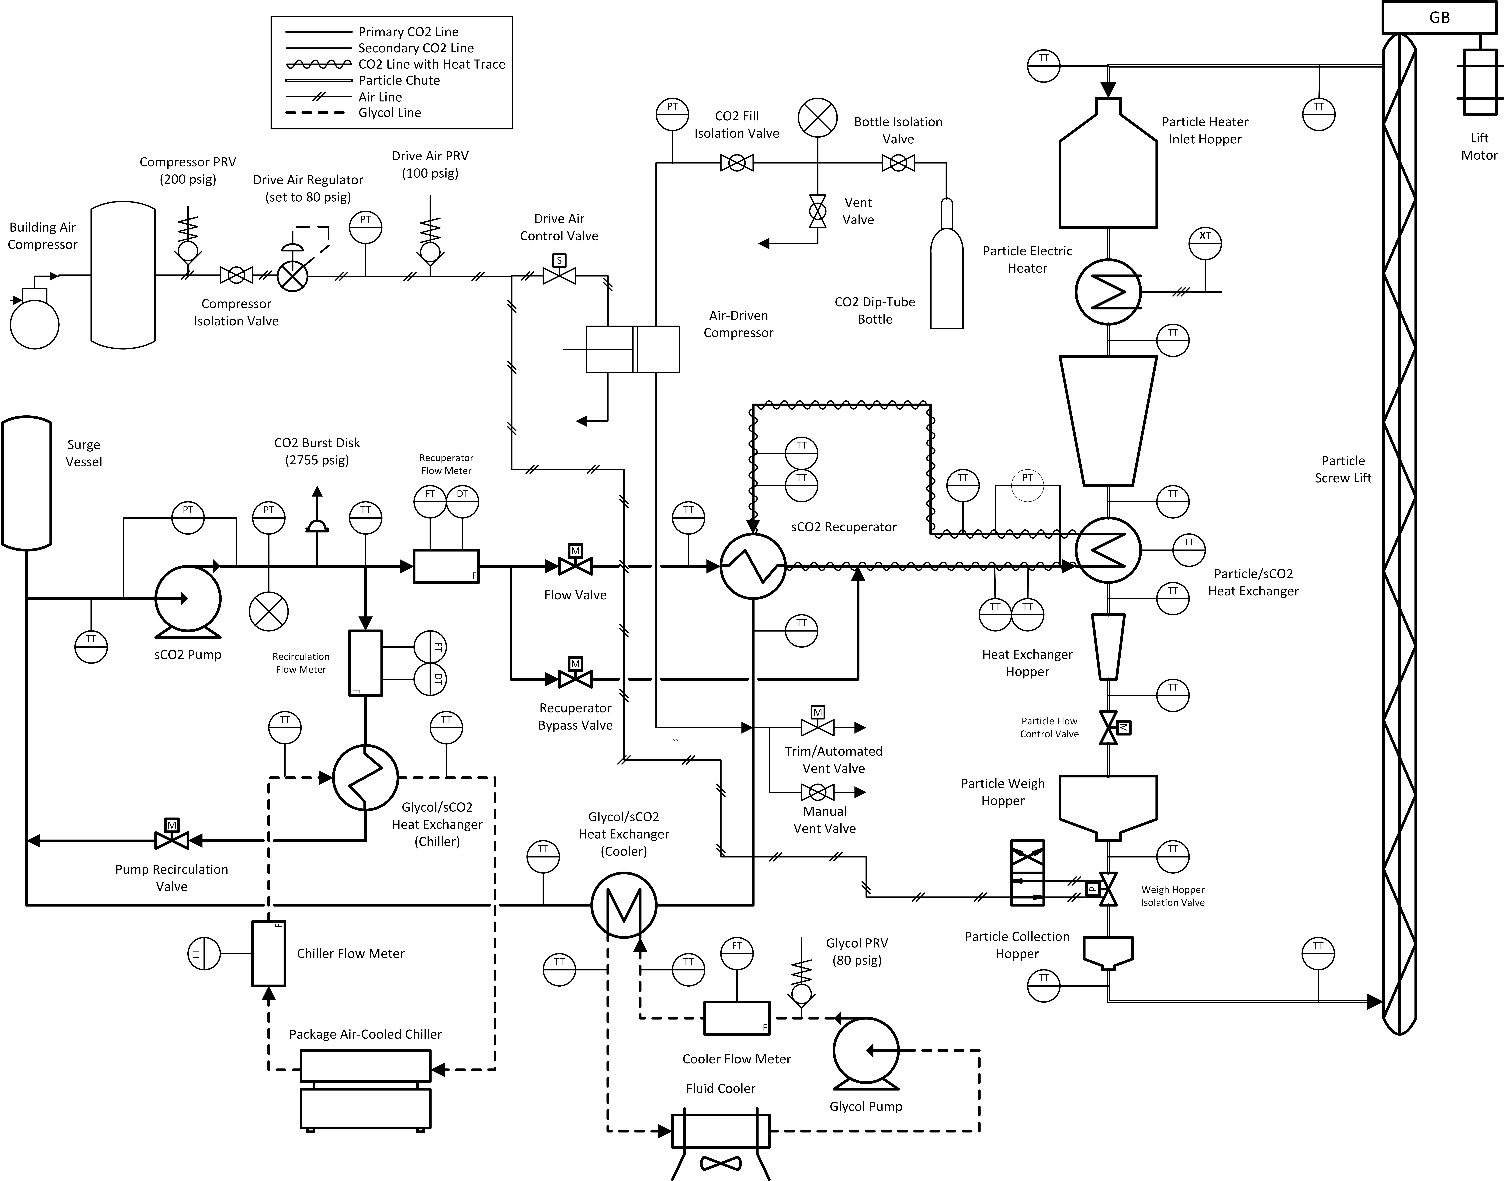 GB
Primary CO2 Line
Secondary CO2 Line
CO2 Line with Heat Trace
Particle Chute
Air Line
Glycol Line
TT
TT
Lift
Motor
PT
CO2 Fill
Isolation Valve
Bottle Isolation
Valve
Particle Heater
Inlet Hopper
Compressor PRV
(200 psig)
Drive Air PRV
(100 psig)
Drive Air Regulator
(set to 80 psig)
PT
Building Air
Compressor
Drive Air
Control Valve
S
Vent
Valve
Particle Electric
Heater
XT
Compressor
Isolation Valve
CO2 Dip-Tube
Bottle
Air-Driven
Compressor
TT
Surge
Vessel
CO2 Burst Disk
(2755 psig)
Recuperator
Flow Meter
FT
DT
TT
TT
TT
PT
TT
Particle
Screw Lift
PT
PT
TT
TT
sCO2 Recuperator
F
M
Flow Valve
TT
Particle/sCO2
Heat Exchanger
TT
TT
TT
TT
TT
sCO2 Pump
Recirculation
Flow Meter
F
FT
DT
M
Recuperator
Bypass Valve
Heat Exchanger
Hopper
TT
TT
TT
M
Trim/Automated
Vent Valve
Particle Flow
Control Valve
M
Glycol/sCO2
Heat Exchanger
(Chiller)
Manual
Vent Valve
Particle Weigh
Hopper
M
Pump Recirculation
Valve
Glycol/sCO2
Heat Exchanger
(Cooler)
TT
TT
P
Weigh Hopper
Isolation Valve
F
Chiller Flow Meter
TT
TT
FT
Glycol PRV
(80 psig)
Particle Collection
Hopper
TT
TT
F
Package Air-Cooled Chiller
Cooler Flow Meter
Fluid Cooler
Glycol Pump